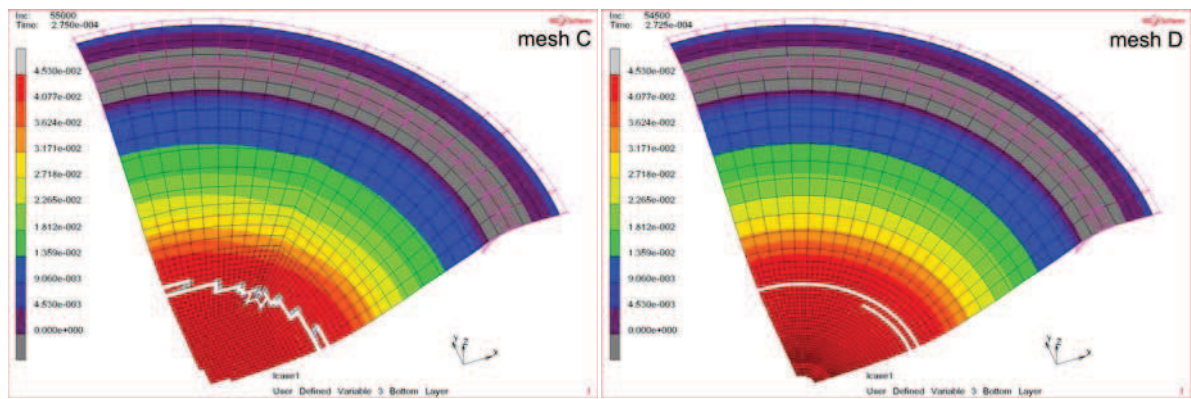 Inc: 55000
Time: 2.750e-004
mesh C
4.530e-002
4.077e-002
3.624e-002
3.171e-002
2.718e-002
2.265e-002
1.812e-002
1.359e-002
9.060e-003
4.530e-003
0.000e+000
Y
Z
X
lcase1
User Defined Variable 3 Bottom Layer
1
Inc: 54500
Time: 2.725e-004
mesh D
4.530e-002
4.077e-002
3.624e-002
3.171e-002
2.718e-002
2.265e-002
1.812e-002
1.359e-002
9.060e-003
4.530e-003
0.000e+000
Y
Z
X
lcase1
User Defined Variable 3 Bottom Layer
1